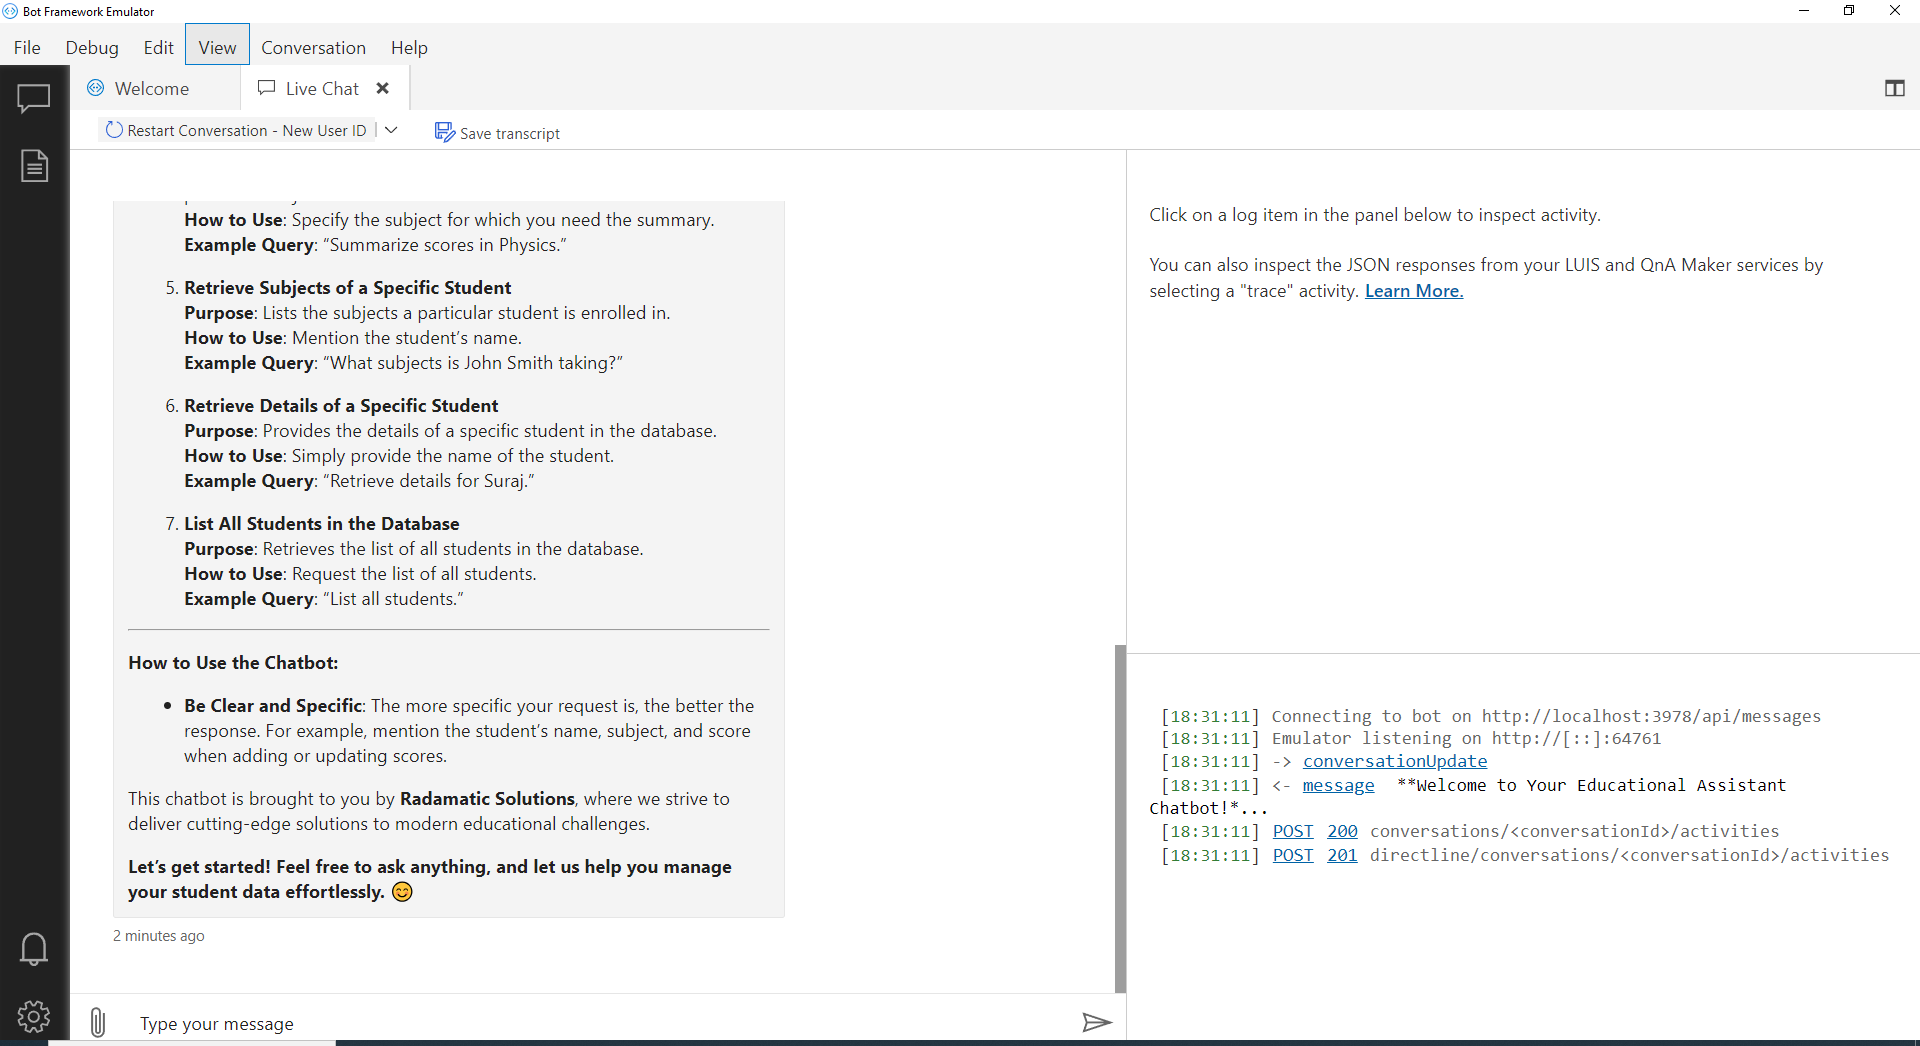 Bot Framework Emulator
File Debug Edit View Conversation Help
Welcome
Live Chat
Restart Conversation - New User ID
Save transcript
How to Use: Specify the subject for which you need the summary.
Example Query: “Summarize scores in Physics.”
5. Retrieve Subjects of a Specific Student
Purpose: Lists the subjects a particular student is enrolled in.
How to Use: Mention the student’s name.
Example Query: “What subjects is John Smith taking?”
6. Retrieve Details of a Specific Student
Purpose: Provides the details of a specific student in the database.
How to Use: Simply provide the name of the student.
Example Query: “Retrieve details for Suraj.”
7. List All Students in the Database
Purpose: Retrieves the list of all students in the database.
How to Use: Request the list of all students.
Example Query: “List all students.”
How to Use the Chatbot:
• Be Clear and Specific: The more specific your request is, the better the
response. For example, mention the student’s name, subject, and score
when adding or updating scores.
This chatbot is brought to you by Radamatic Solutions, where we strive to
deliver cutting-edge solutions to modern educational challenges.
Let’s get started! Feel free to ask anything, and let us help you manage
your student data effortlessly. 😊
2 minutes ago
Type your message
Click on a log item in the panel below to inspect activity.
You can also inspect the JSON responses from your LUIS and QnA Maker services by
selecting a "trace" activity. Learn More.
[18:31:11] Connecting to bot on http://localhost:3978/api/messages
[18:31:11] Emulator listening on http://[::]:64761
[18:31:11] -> conversationUpdate
[18:31:11] <- message **Welcome to Your Educational Assistant
Chatbot!*...
[18:31:11] POST 200 conversations/<conversationId>/activities
[18:31:11] POST 201 directline/conversations/<conversationId>/activities